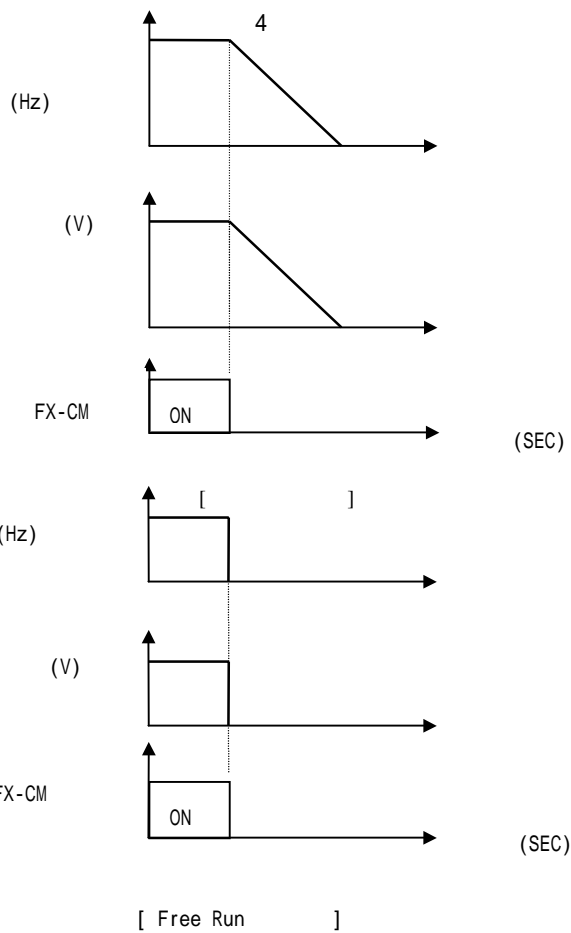 4
(Hz)
(V)
FX-CM
ON
(SEC)
[ ]
(Hz)
(V)
FX-CM
ON
(SEC)
[ Free Run ]